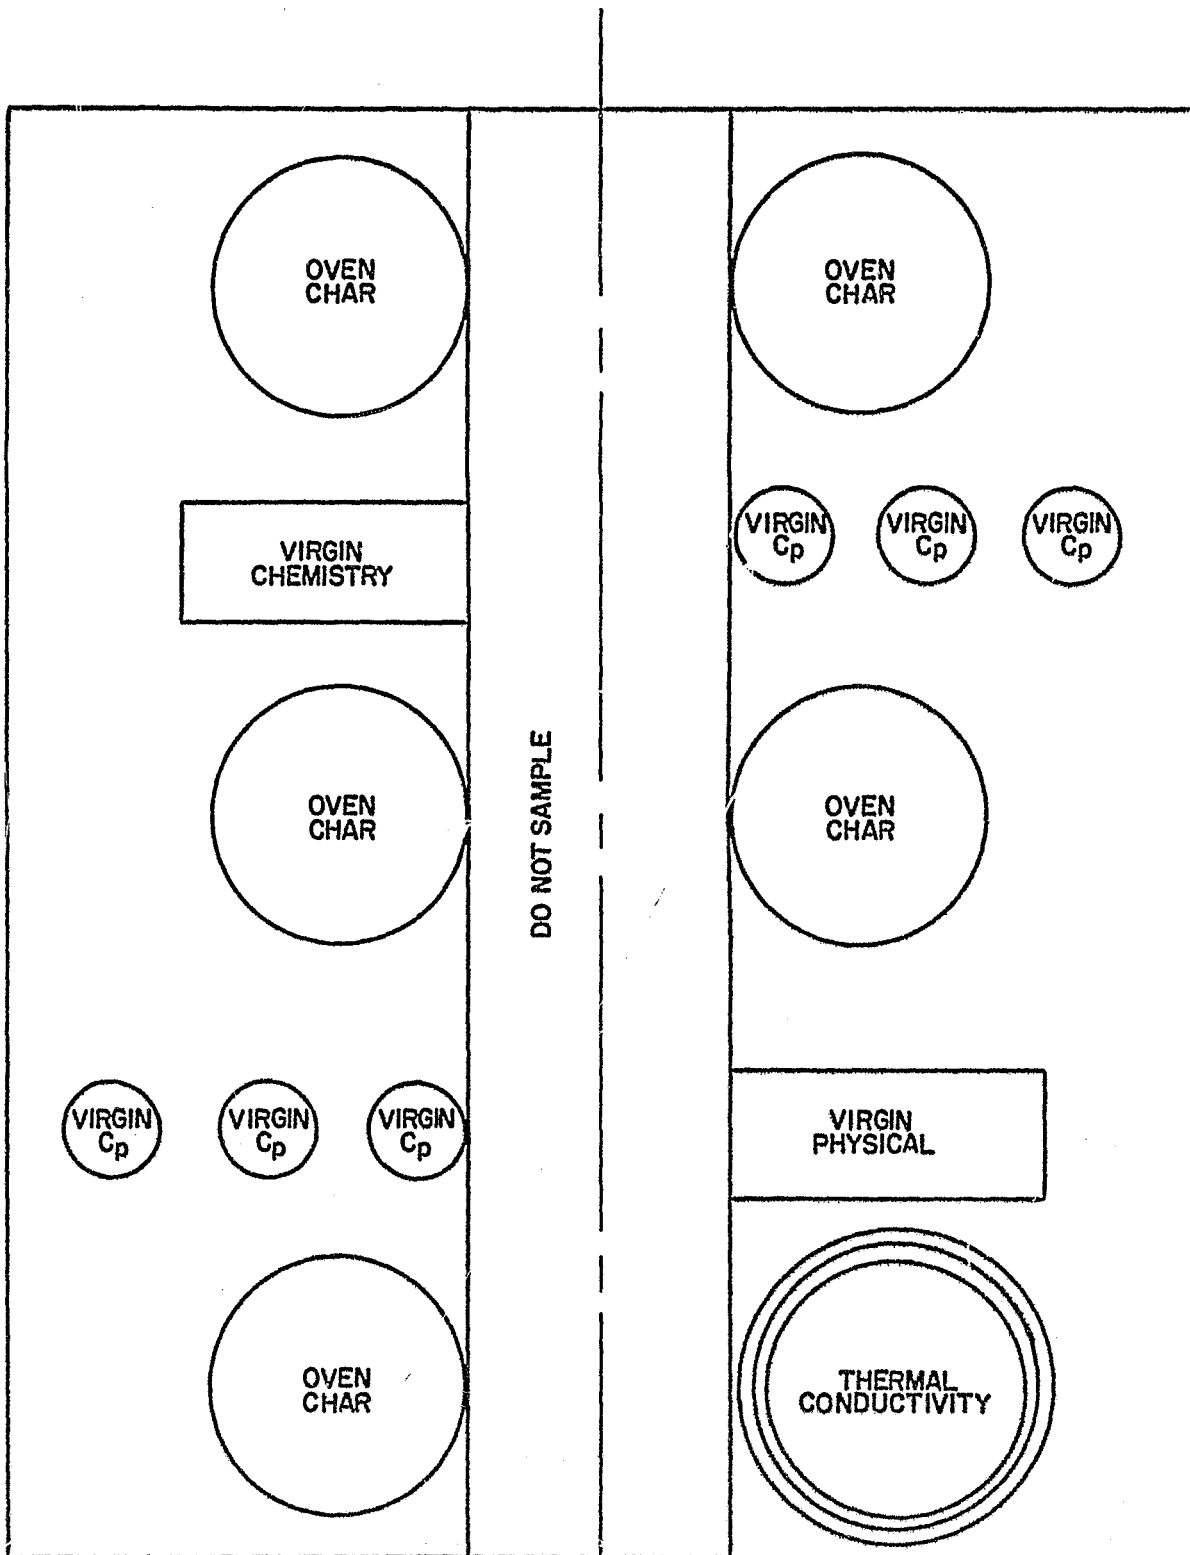 OVEN
CHAR
OVEN
CHAR
VIRGIN
Cp
VIRGIN
Cp
VIRGIN
Cp
VIRGIN
CHEMISTRY
DO NOT SAMPLE
OVEN
CHAR
OVEN
CHAR
VIRGIN
Cp
VIRGIN
Cp
VIRGIN
Cp
VIRGIN
PHYSICAL
OVEN
CHAR
THERMAL
CONDUCTIVITY